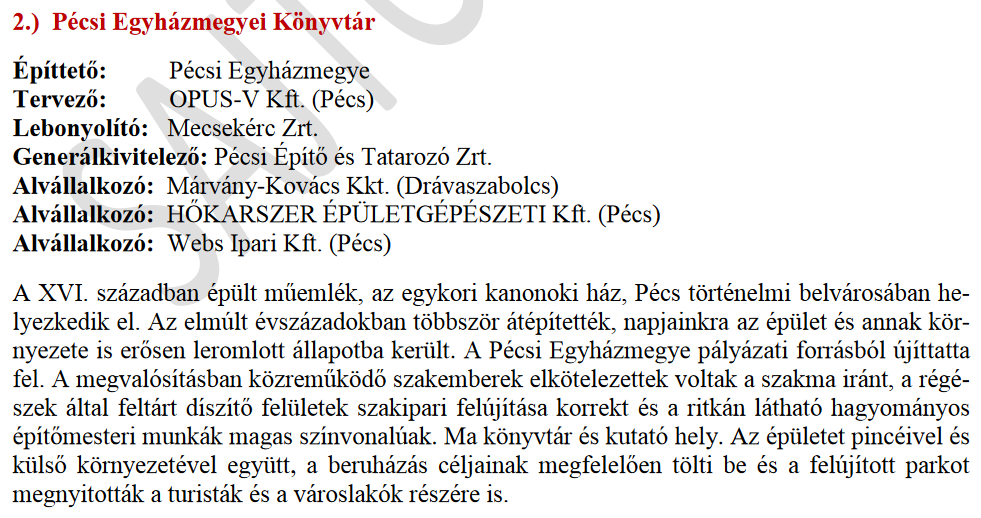 2.) Pécsi Egyházmegyei Könyvtár
Építtető: Pécsi Egyházmegye
Tervező: OPUS-V Kft. (Pécs)
Lebonyolító: Mecsekérc Zrt.
Generálkivitelező: Pécsi Építő és Tatarozó Zrt.
Alvállalkozó: Márvány-Kovács Kkt. (Drávaszabolcs)
Alvállalkozó: HŐKARSZER ÉPÜLETGÉPÉSZETI Kft. (Pécs)
Alvállalkozó: Webs Ipari Kft. (Pécs)
A XVI. században épült műemlék, az egykori kanonoki ház, Pécs történelmi belvárosában he-
lyezkedik el. Az elmúlt évszázadokban többször átépítették, napjainkra az épület és annak kör-
nyezete is erősen leromlott állapotba került. A Pécsi Egyházmegye pályázati forrásból újíttatta
fel. A megvalósításban közreműködő szakemberek elkötelezettek voltak a szakma iránt, a régé-
szek által feltárt díszítő felületek szakipari felújítása korrekt és a ritkán látható hagyományos
építőmesteri munkák magas színvonalúak. Ma könyvtár és kutató hely. Az épületet pincéivel és
külső környezetével együtt, a beruházás céljainak megfelelően tölti be és a felújított parkot
megnyitották a turisták és a városlakók részére is.